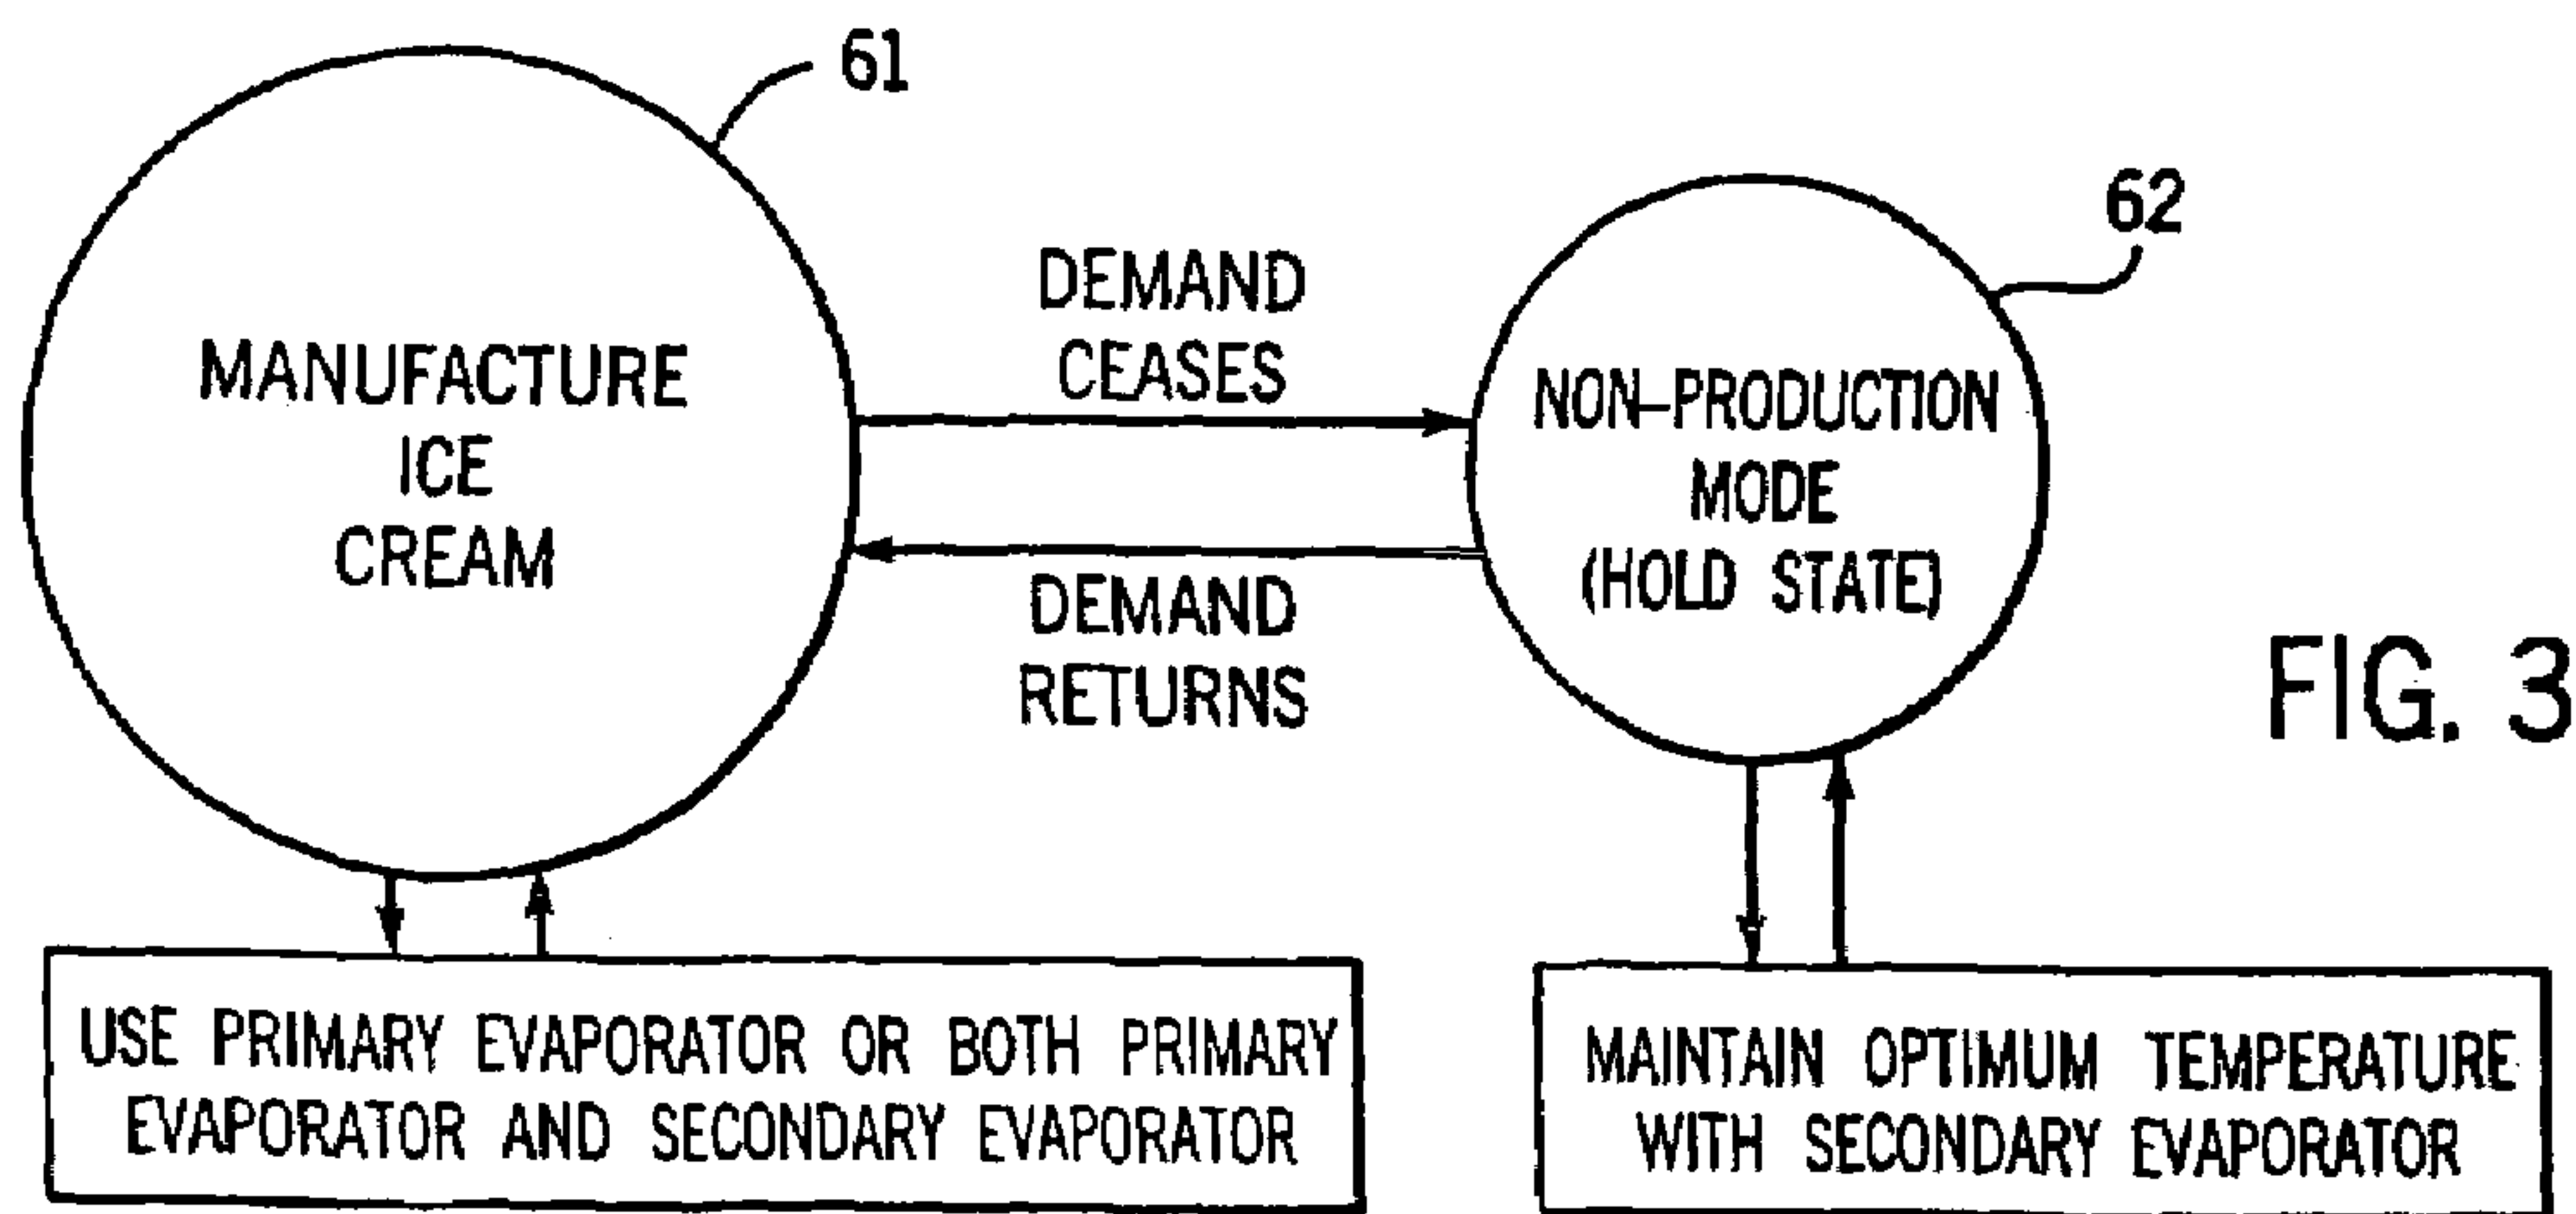 61
MANUFACTURE
ICE
CREAM
DEMAND
CEASES
DEMAND
RETURNS
62
NON-PRODUCTION
MODE
(HOLD STATE)
FIG. 3
USE PRIMARY EVAPORATOR OR BOTH PRIMARY
EVAPORATOR AND SECONDARY EVAPORATOR
MAINTAIN OPTIMUM TEMPERATURE
WITH SECONDARY EVAPORATOR